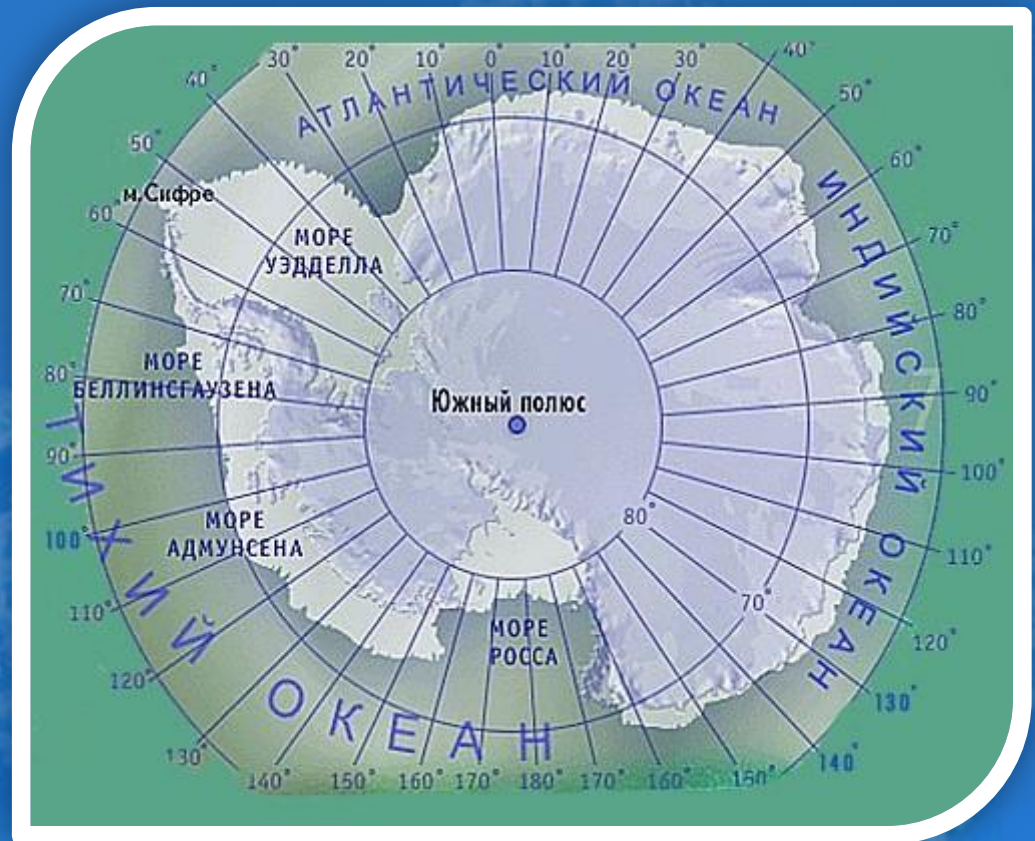 30° 20° 10° 0° 10° 20° 30° 40°
40° 50°
АТЛАНТИЧЕСКИЙ ОКЕАН
50° 60°
м.Сифре
60° 70°
ИНДИЙСКИЙ ОКЕАН
МОРЕ
УЭДДЕЛЛА
70° 80°
МОРЕ
БЕЛЛИНСГАУЗЕНА
80° 90°
Южный полюс
ТИХИЙ ОКЕАН
90° 100°
МОРЕ
АДМУНСЕНА
80°
100° 110°
70°
110° 120°
МОРЕ
РОССА
120° 130°
130° 140°
140° 150° 160° 170° 180° 170° 160° 150°